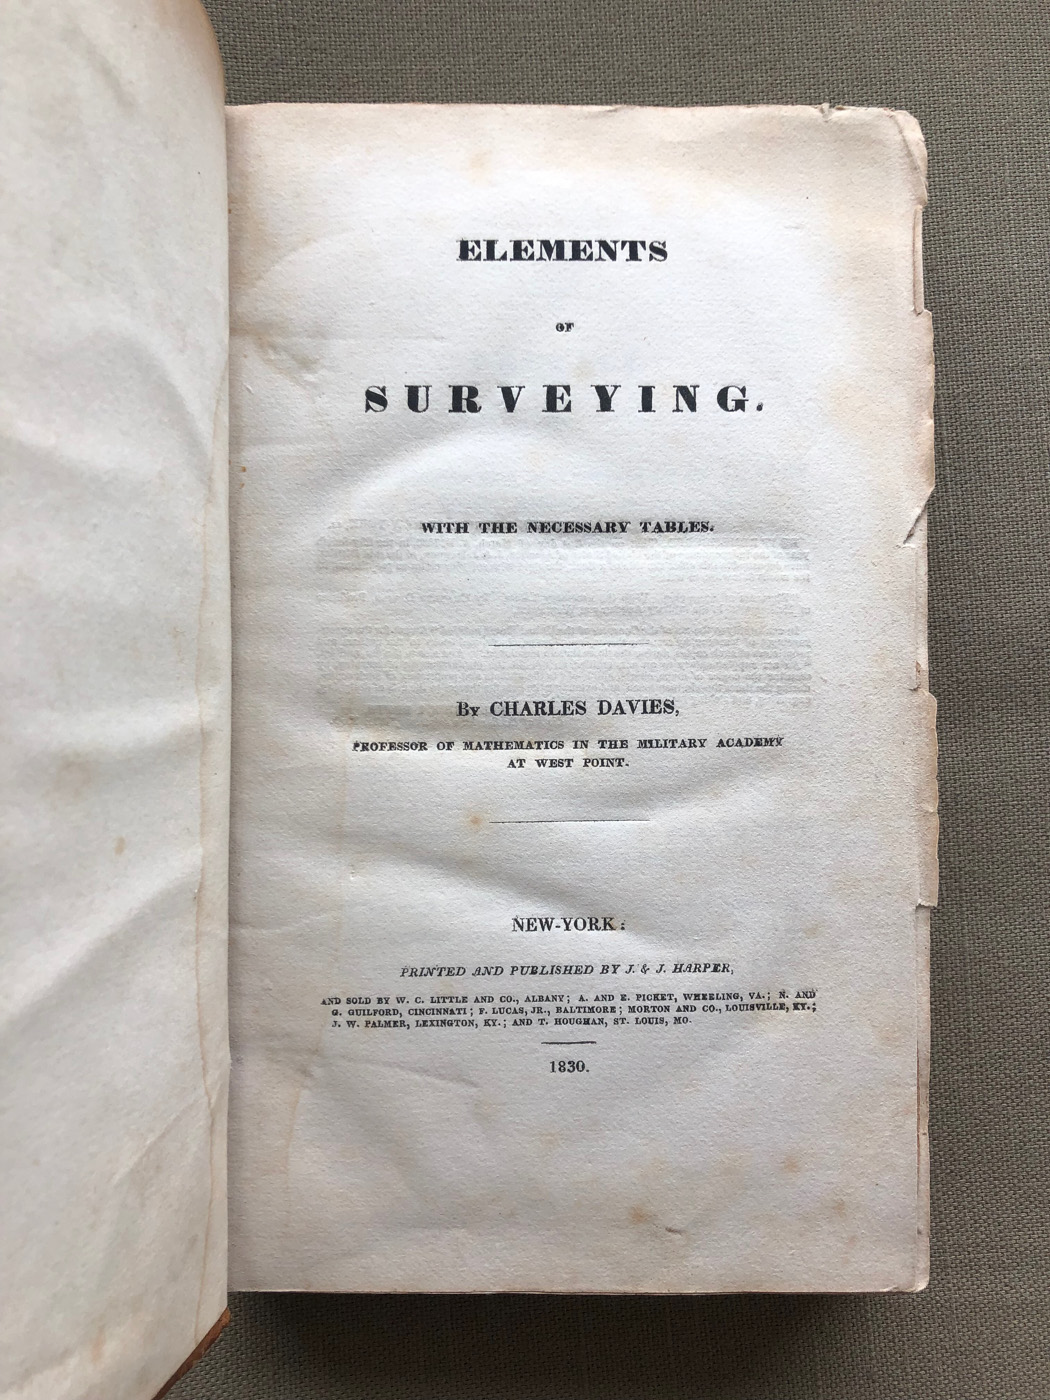 ELEMENTS
OF
SURVEYING.
WITH THE NECESSARY TABLES.
By CHARLES DAVIES,
PROFESSOR OF MATHEMATICS IN THE MILITARY ACADEMY
AT WEST POINT.
NEW-YORK:
PRINTED AND PUBLISHED BY J. & J. HARPER,
AND SOLD BY W. C. LITTLE AND CO., ALBANY; A. AND E. PICKET, WHEELING, VA.; N. AND
G. GUILFORD, CINCINNATI; F. LUCAS, JR., BALTIMORE; MORTON AND CO., LOUISVILLE, KY.;
J. W. PALMER, LEXINGTON, KY.; AND T. HOUGHAN, ST. LOUIS, MO.
1830.